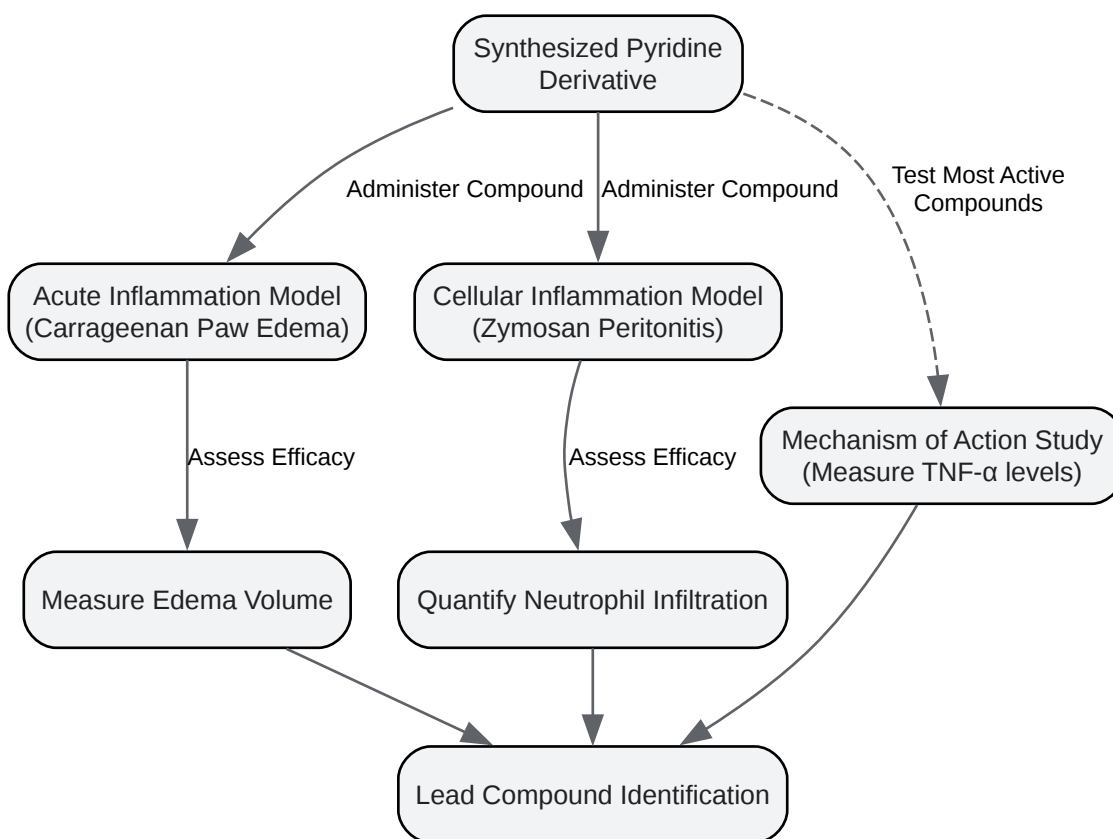 Synthesized Pyridine
Derivative
Administer Compound
Administer Compound
Test Most Active
Compounds
Acute Inflammation Model
(Carrageenan Paw Edema)
Cellular Inflammation Model
(Zymosan Peritonitis)
Mechanism of Action Study
(Measure TNF-α levels)
Assess Efficacy
Assess Efficacy
Measure Edema Volume
Quantify Neutrophil Infiltration
Lead Compound Identification